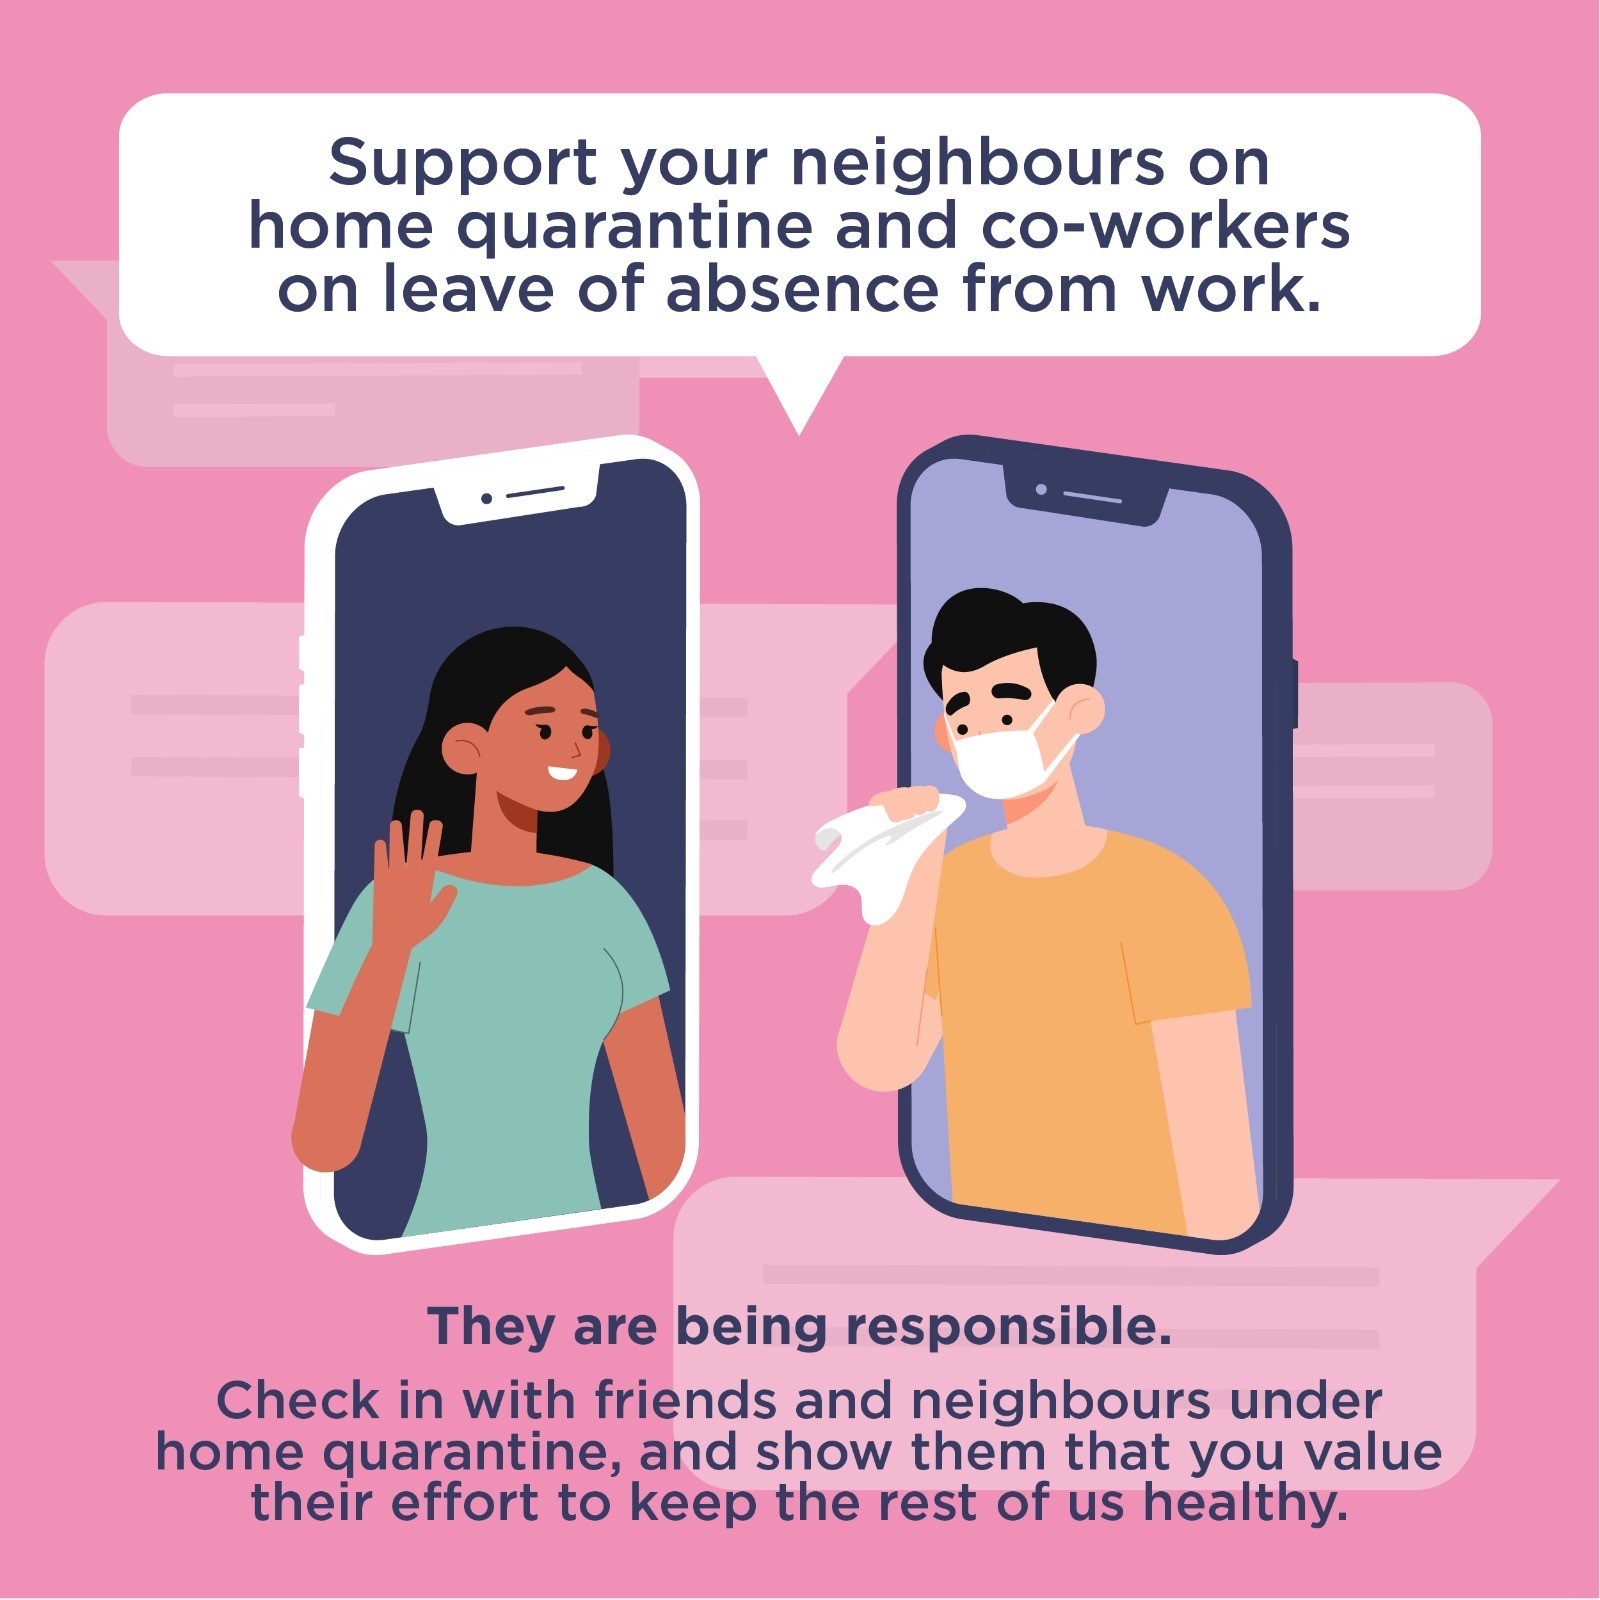 Support your neighbours on
home quarantine and co-workers
on leave of absence from work.
They are being responsible.
Check in with friends and neighbours under
home quarantine, and show them that you value
their effort to keep the rest of us healthy.